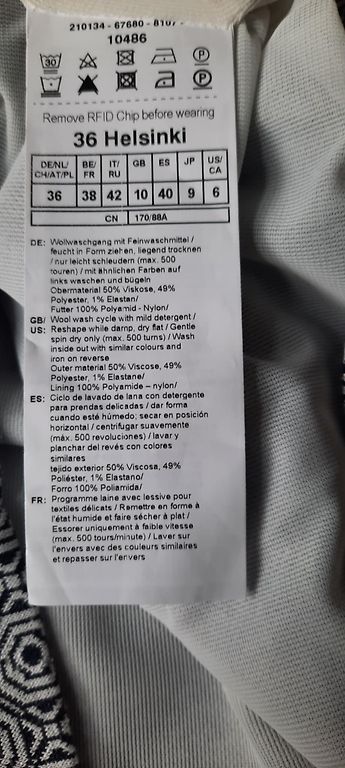 210134 - 67680 - 8107 -
10486
30 P
P
Remove RFID Chip before wearing
36 Helsinki
DE/NL/ CH/AT/PL BE/ FR IT/ RU GB ES JP US/ CA
36 38 42 10 40 9 6
CN 170/88A
DE: Wollwaschgang mit Feinwaschmittel /
feucht in Form ziehen, liegend trocknen
/ nur leicht schleudern (max. 500
touren) / mit ähnlichen Farben auf
links waschen und bügeln
Obermaterial 50% Viskose, 49%
Polyester, 1% Elastan/
Futter 100% Polyamid - Nylon/
GB/ Wool wash cycle with mild detergent /
US: Reshape while damp, dry flat / Gentle
spin dry only (max. 500 turns) / Wash
inside out with similar colours and
iron on reverse
Outer material 50% Viscose, 49%
Polyester, 1% Elastane/
Lining 100% Polyamide – nylon/
ES: Ciclo de lavado de lana con detergente
para prendas delicadas / dar forma
cuando esté húmedo; secar en posición
horizontal / centrifugar suavemente
(máx. 500 revoluciones) / lavar y
planchar del revés con colores
similares
tejido exterior 50% Viscosa, 49%
Poliéster, 1% Elastano/
Forro 100% Poliamida/
FR: Programme laine avec lessive pour
textiles délicats / Remettre en forme à
l'état humide et faire sécher à plat /
Essorer uniquement à faible vitesse
(max. 500 tours/minute) / Laver sur
l'envers avec des couleurs similaires
et repasser sur l'envers